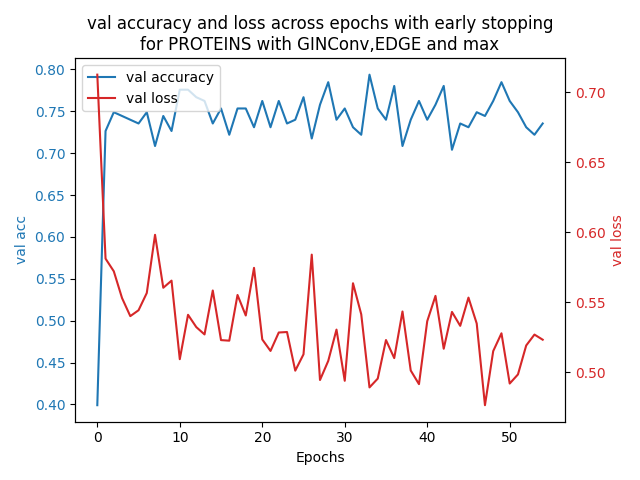 val accuracy and loss across epochs with early stopping
for PROTEINS with GINConv,EDGE and max
val accuracy
val loss
0.80
0.75
0.70
0.65
0.60
0.55
0.50
0.45
0.40
val acc
0.70
0.65
0.60
0.55
0.50
val loss
0 10 20 30 40 50
Epochs